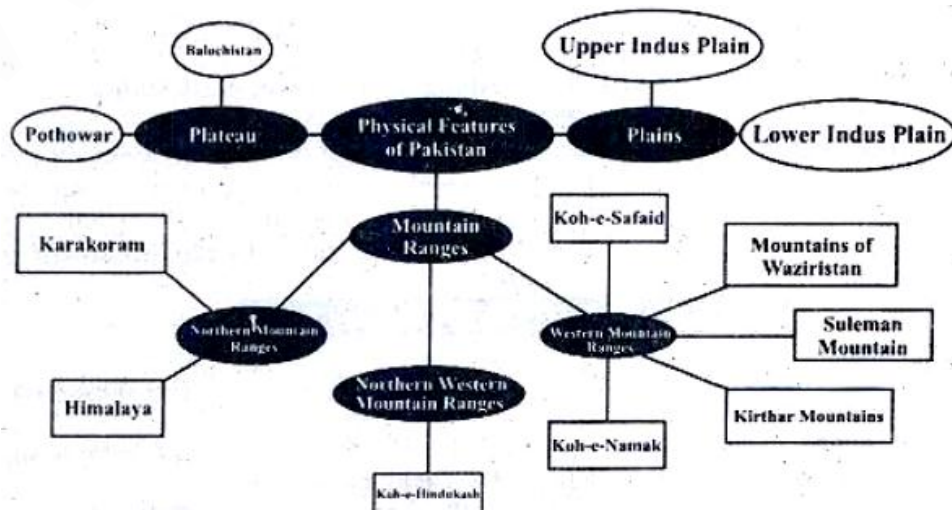 Balochistan
Upper Indus Plain
Pothowar
Plateau
Physical Features
of Pakistan
Plains
Lower Indus Plain
Karakoram
Mountain
Ranges
Koh-e-Safaid
Mountains of
Waziristan
Northern Mountain
Ranges
Western Mountain
Ranges
Suleman
Mountain
Himalaya
Northern Western
Mountain Ranges
Koh-e-Namak
Kirthar Mountains
Koh-e-Hindukash